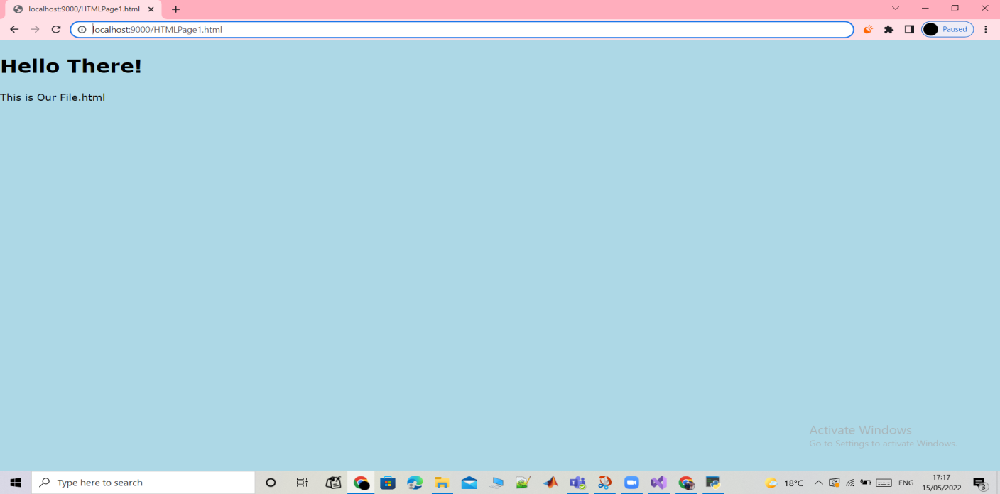 localhost:9000/HTMLPage1.html
localhost:9000/HTMLPage1.html
Paused
Hello There!
This is Our File.html
Activate Windows
Go to Settings to activate Windows.
Type here to search
18°C
ENG
17:17
15/05/2022
3